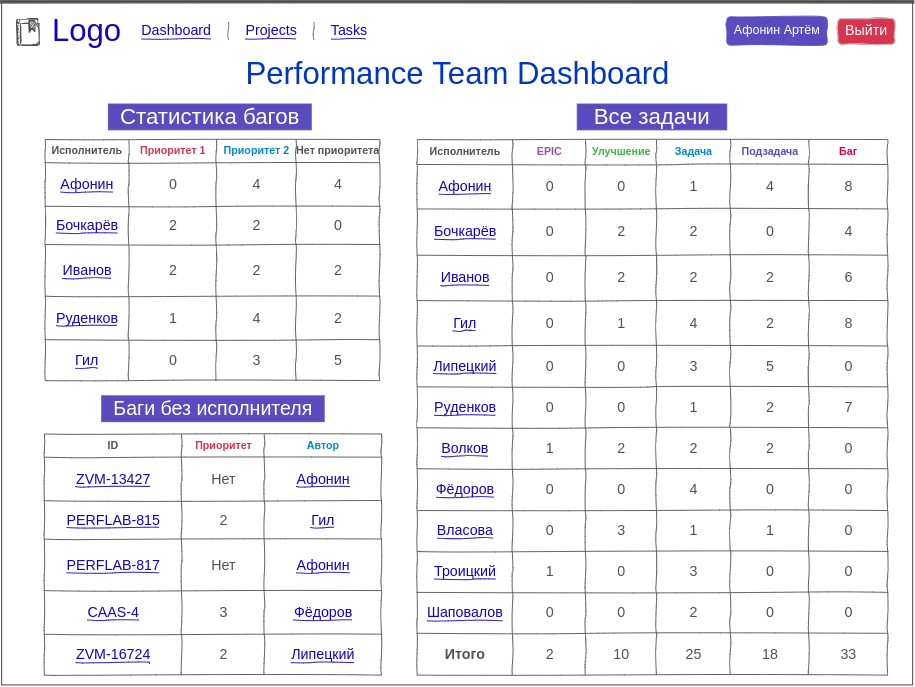 Logo Dashboard Projects Tasks Афонин Артём Выйти
Performance Team Dashboard
Статистика багов
Исполнитель Приоритет 1 Приоритет 2 Нет приоритета
Афонин 0 4 4
Бочкарёв 2 2 0
Иванов 2 2 2
Руденков 1 4 2
Гил 0 3 5
Баги без исполнителя
ID Приоритет Автор
ZVM-13427 Нет Афонин
PERFLAB-815 2 Гил
PERFLAB-817 Нет Афонин
CAAS-4 3 Фёдоров
ZVM-16724 2 Липецкий
Все задачи
Исполнитель EPIC Улучшение Задача Подзадача Баг
Афонин 0 0 1 4 8
Бочкарёв 0 2 2 0 4
Иванов 0 2 2 2 6
Гил 0 1 4 2 8
Липецкий 0 0 3 5 0
Руденков 0 0 1 2 7
Волков 1 2 2 2 0
Фёдоров 0 0 4 0 0
Власова 0 3 1 1 0
Троицкий 1 0 3 0 0
Шаповалов 0 0 2 0 0
Итого 2 10 25 18 33